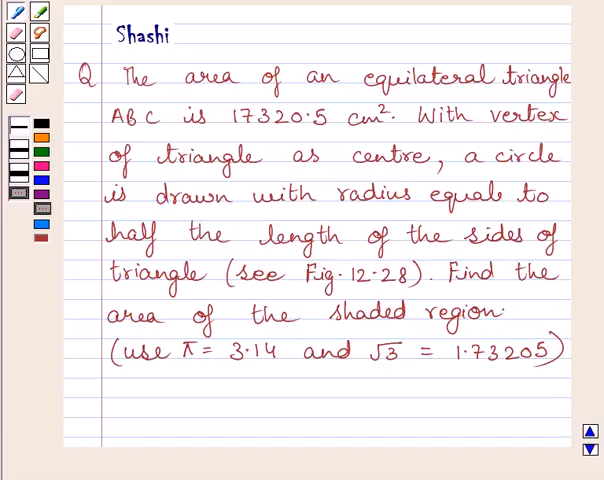 Shashi
Q The area of an equilateral triangle
ABC is 17320.5 cm². With vertex
of triangle as centre, a circle
is drawn with radius equal to
half the length of the sides of
triangle (see Fig. 12.28). Find the
area of the shaded region.
(use π = 3.14 and √3 = 1.73205)